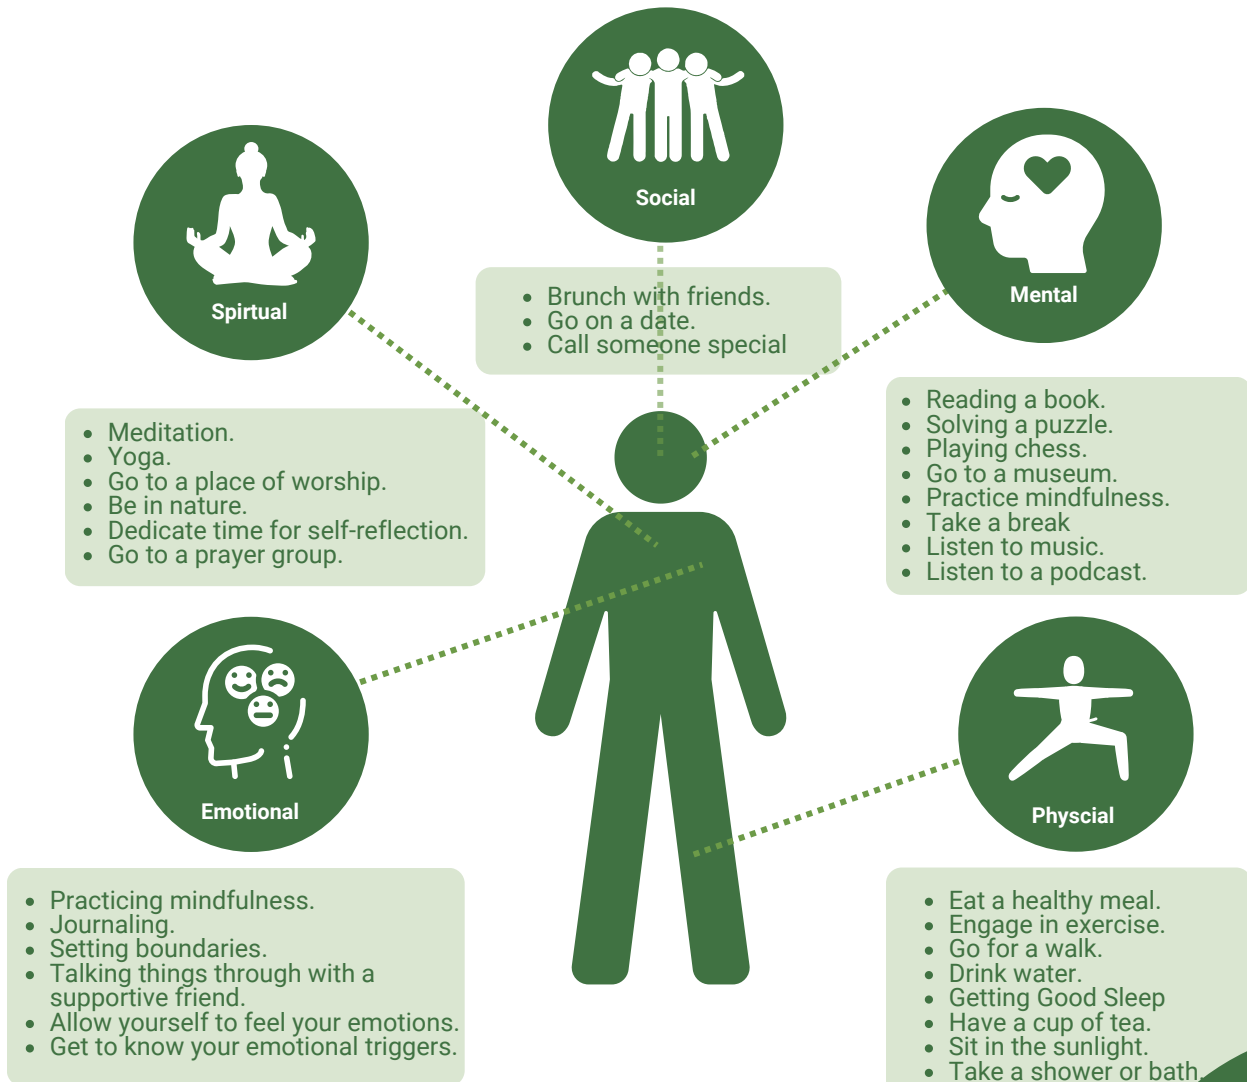 Social
• Brunch with friends.
• Go on a date.
• Call someone special
Spirtual
• Meditation.
• Yoga.
• Go to a place of worship.
• Be in nature.
• Dedicate time for self-reflection.
• Go to a prayer group.
Mental
• Reading a book.
• Solving a puzzle.
• Playing chess.
• Go to a museum.
• Practice mindfulness.
• Take a break
• Listen to music.
• Listen to a podcast.
Emotional
• Practicing mindfulness.
• Journaling.
• Setting boundaries.
• Talking things through with a
supportive friend.
• Allow yourself to feel your emotions.
• Get to know your emotional triggers.
Physcial
• Eat a healthy meal.
• Engage in exercise.
• Go for a walk.
• Drink water.
• Getting Good Sleep
• Have a cup of tea.
• Sit in the sunlight.
• Take a shower or bath.